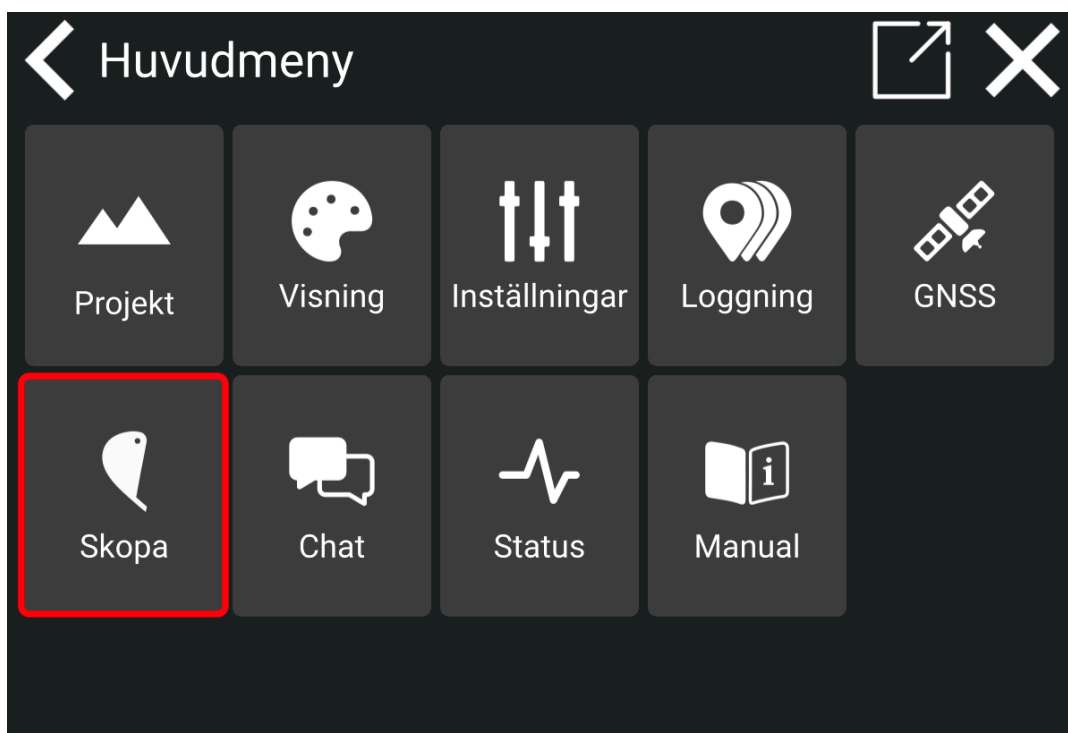 Huvudmeny
Projekt
Visning
Inställningar
Loggning
GNSS
Skopa
Chat
Status
i
Manual